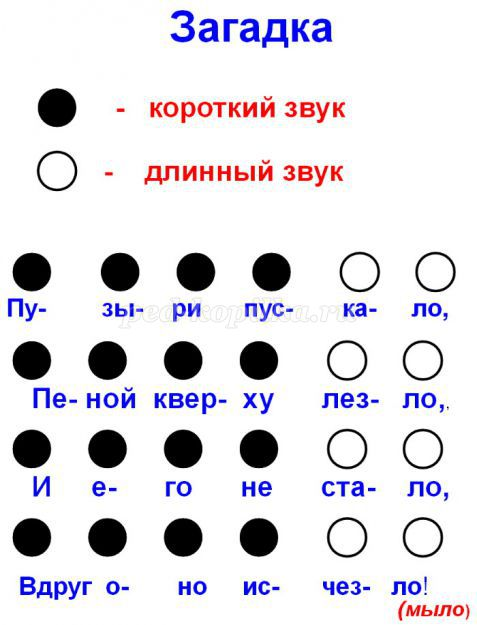 Загадка
- короткий звук
- длинный звук
Пу- зы- ри пус- ка- ло,
Пе- ной квер- ху лез- ло,,
И е- го не ста- ло,
Вдруг о- но ис- чез- ло!
(мыло)